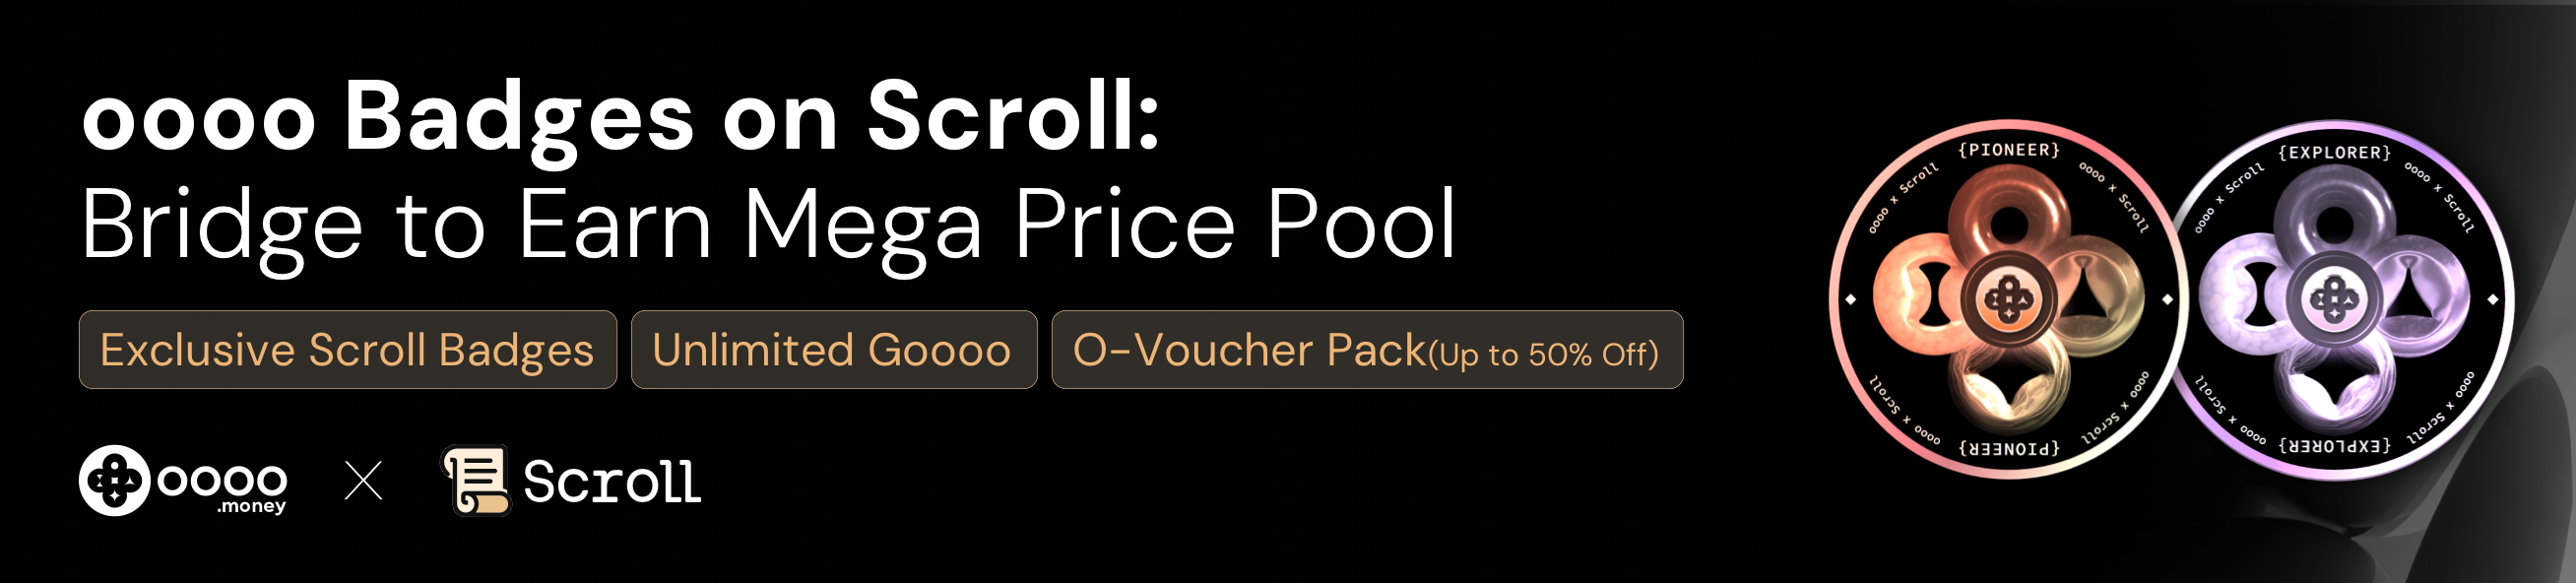 oooo Badges on Scroll:
Bridge to Earn Mega Price Pool
Exclusive Scroll Badges
Unlimited Goooo
O-Voucher Pack(Up to 50% Off)
oooo
.money
Scroll
{PIONEER}
oooo x Scroll
oooo x Scroll
oooo x Scroll
oooo x Scroll
{PIONEER}
{EXPLORER}
oooo x Scroll
oooo x Scroll
oooo x Scroll
oooo x Scroll
{EXPLORER}